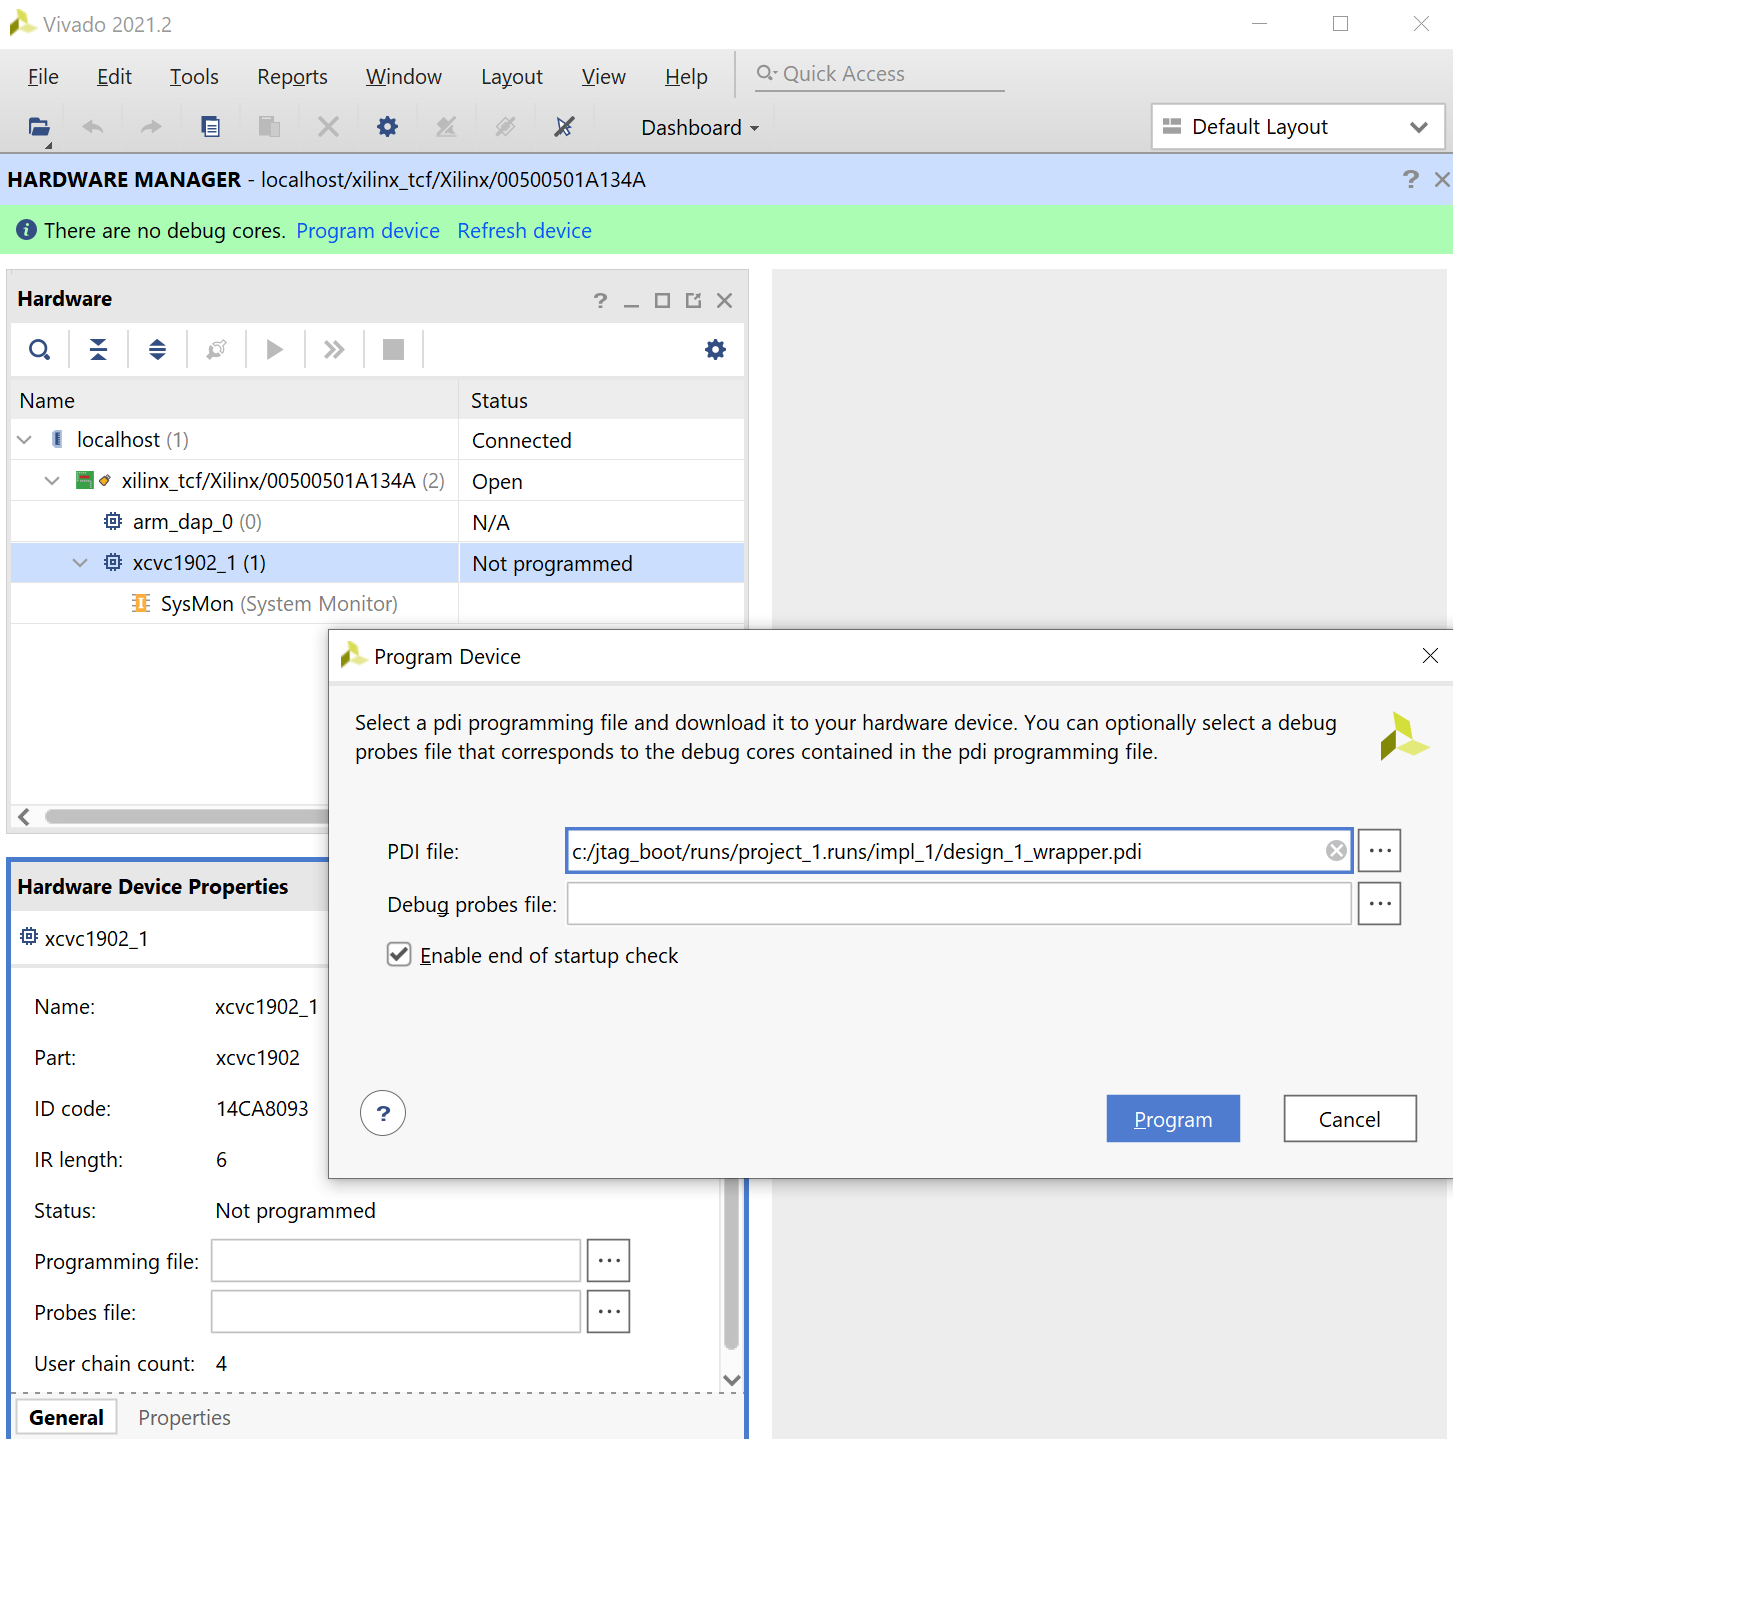 Vivado 2021.2
File Edit Tools Reports Window Layout View Help Quick Access
Dashboard Default Layout
HARDWARE MANAGER - localhost/xilinx_tcf/Xilinx/00500501A134A ?
There are no debug cores. Program device Refresh device
Hardware ?
Name Status
localhost (1) Connected
xilinx_tcf/Xilinx/00500501A134A (2) Open
arm_dap_0 (0) N/A
xcvc1902_1 (1) Not programmed
SysMon (System Monitor)
Program Device
Select a pdi programming file and download it to your hardware device. You can optionally select a debug
probes file that corresponds to the debug cores contained in the pdi programming file.
PDI file: c:/jtag_boot/runs/project_1.runs/impl_1/design_1_wrapper.pdi ...
Debug probes file: ...
Enable end of startup check
? Program Cancel
Hardware Device Properties
xcvc1902_1
Name: xcvc1902_1
Part: xcvc1902
ID code: 14CA8093
IR length: 6
Status: Not programmed
Programming file: ...
Probes file: ...
User chain count: 4
General Properties